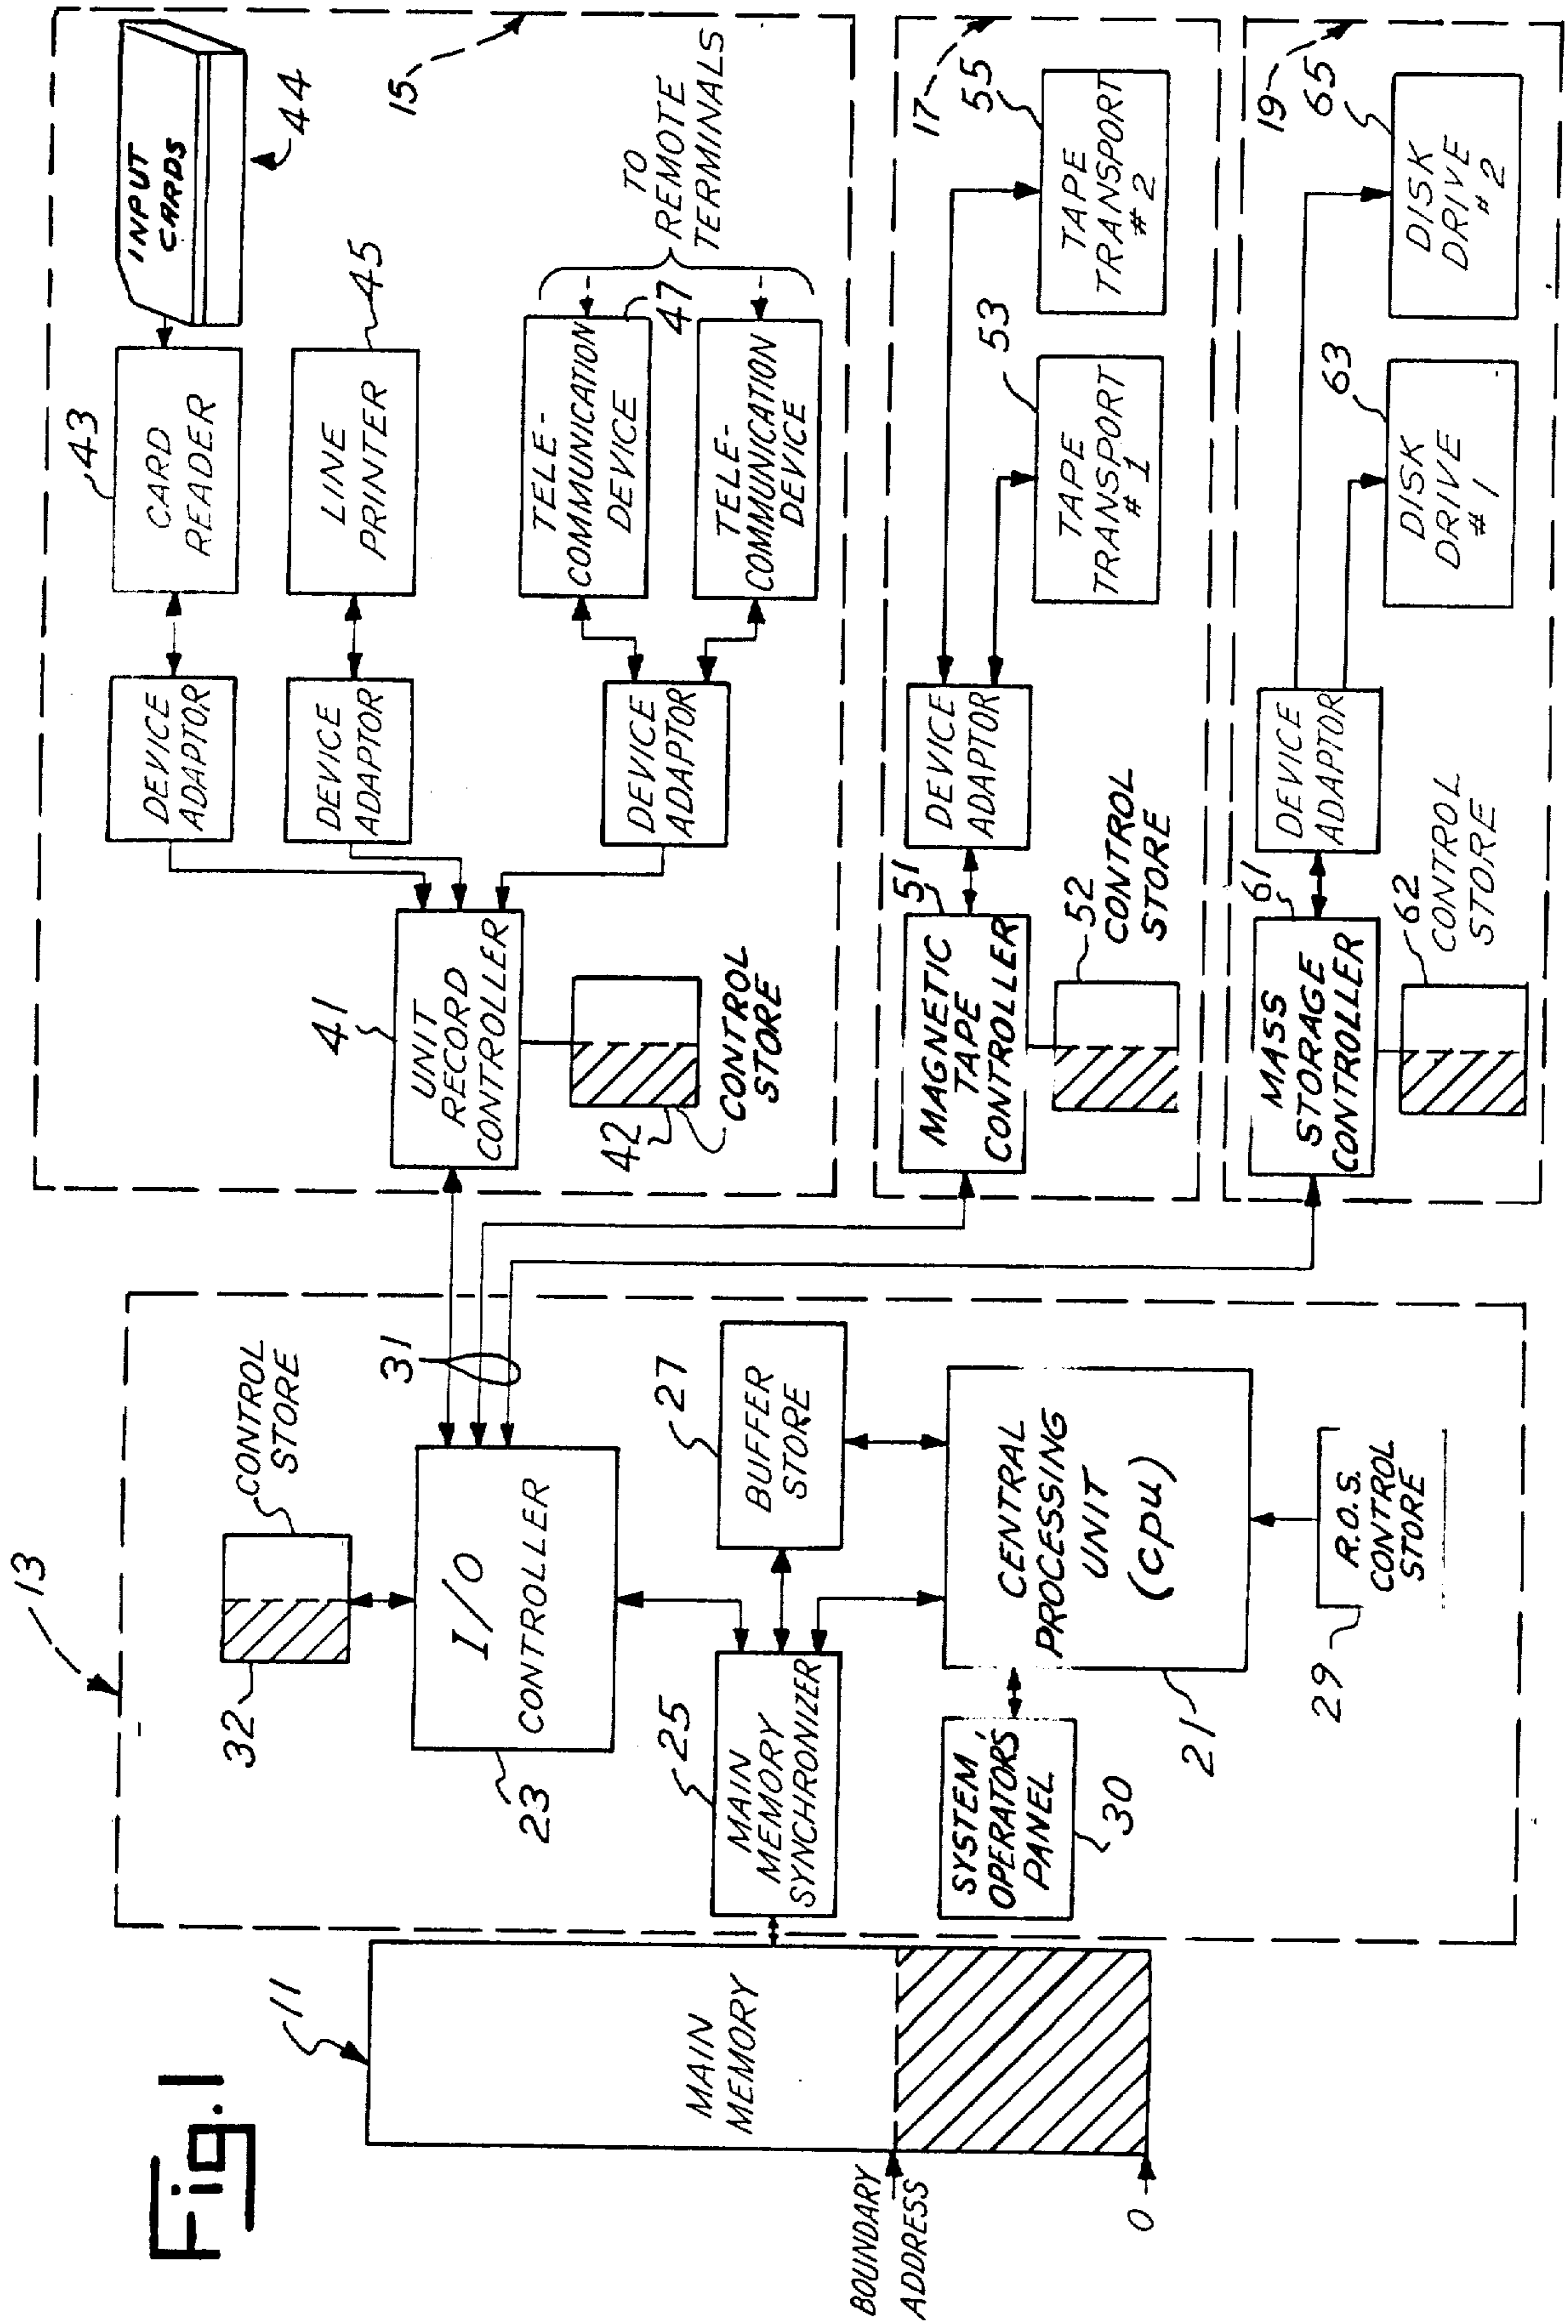 Fig.1
11
MAIN
MEMORY
BOUNDARY
ADDRESS
0
13
32
CONTROL
STORE
I/O
CONTROLLER
23
31
25
MAIN
MEMORY
SYNCHRONIZER
27
BUFFER
STORE
SYSTEM
OPERATORS'
PANEL
30
CENTRAL
PROCESSING
UNIT
(CPU)
21
29
R.O.S.
CONTROL
STORE
15
41
UNIT
RECORD
CONTROLLER
42
CONTROL
STORE
DEVICE
ADAPTOR
43
CARD
READER
INPUT
CARDS
44
DEVICE
ADAPTOR
LINE
PRINTER
45
DEVICE
ADAPTOR
TELE-
COMMUNICATION
DEVICE
47
TELE-
COMMUNICATION
DEVICE
TO
REMOTE
TERMINALS
17
MAGNETIC
TAPE
CONTROLLER
51
52
CONTROL
STORE
DEVICE
ADAPTOR
TAPE
TRANSPORT
#1
53
TAPE
TRANSPORT
#2
55
19
MASS
STORAGE
CONTROLLER
61
62
CONTROL
STORE
DEVICE
ADAPTOR
DISK
DRIVE
#1
63
DISK
DRIVE
#2
65